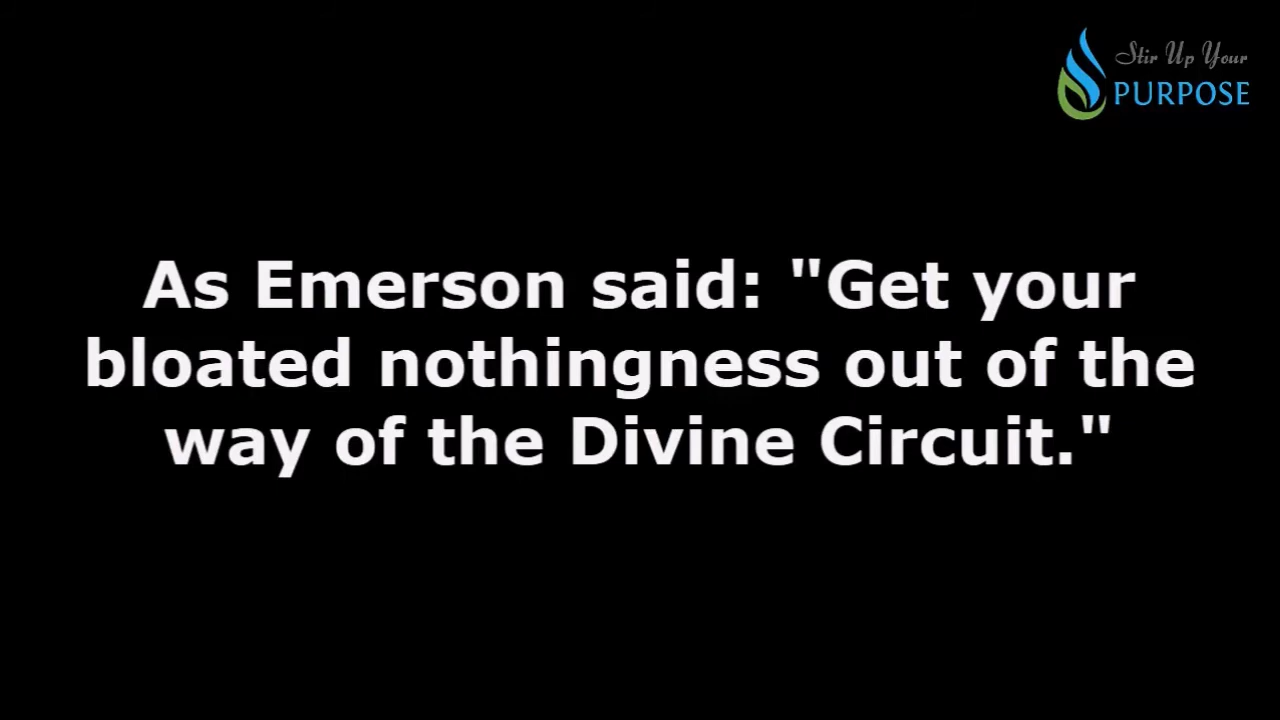 Stir Up Your
PURPOSE
As Emerson said: "Get your
bloated nothingness out of the
way of the Divine Circuit."